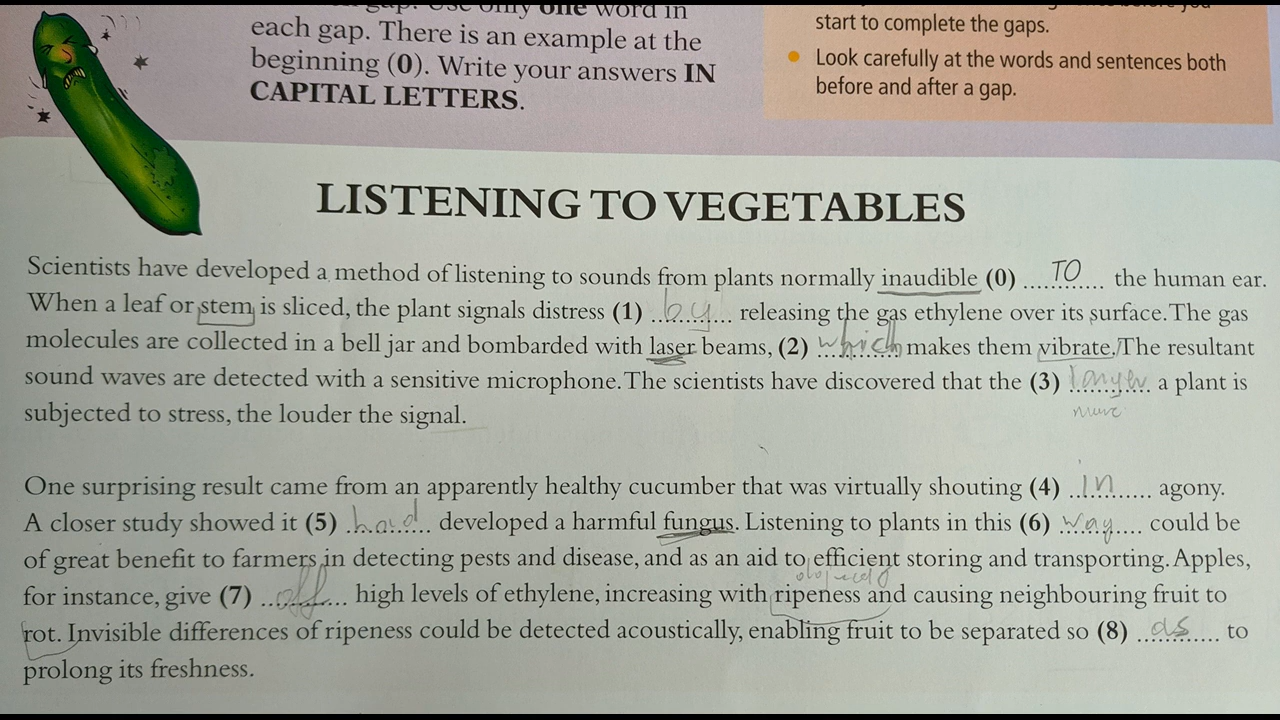 gap. Use only one word in
each gap. There is an example at the
beginning (0). Write your answers IN
CAPITAL LETTERS.
start to complete the gaps.
• Look carefully at the words and sentences both
before and after a gap.
LISTENING TO VEGETABLES
Scientists have developed a method of listening to sounds from plants normally inaudible (0) TO the human ear.
When a leaf or stem is sliced, the plant signals distress (1) by releasing the gas ethylene over its surface. The gas
molecules are collected in a bell jar and bombarded with laser beams, (2) which makes them vibrate. The resultant
sound waves are detected with a sensitive microphone. The scientists have discovered that the (3) longer a plant is
more
subjected to stress, the louder the signal.
One surprising result came from an apparently healthy cucumber that was virtually shouting (4) in agony.
A closer study showed it (5) had developed a harmful fungus. Listening to plants in this (6) way could be
of great benefit to farmers in detecting pests and disease, and as an aid to efficient storing and transporting. Apples,
for instance, give (7) off high levels of ethylene, increasing with ripeness and causing neighbouring fruit to
rot. Invisible differences of ripeness could be detected acoustically, enabling fruit to be separated so (8) as to
prolong its freshness.